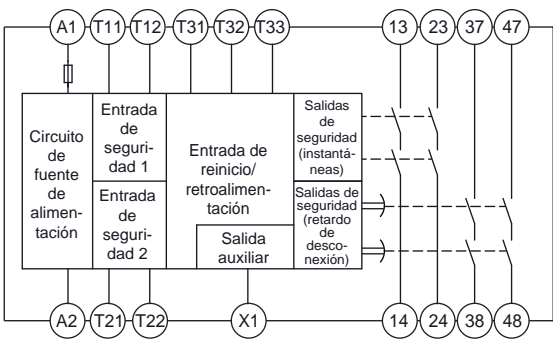 A1 T11 T12 T31 T32 T33 13 23 37 47
Circuito
de
fuente
de
alimen-
tación
Entrada
de
seguri-
dad 1
Entrada
de
seguri-
dad 2
Entrada de
reinicio/
retroalimen-
tación
Salida
auxiliar
Salidas
de
seguridad
(instantá-
neas)
Salidas de
seguridad
(retardo
de
desco-
nexión)
A2 T21 T22 X1 14 24 38 48